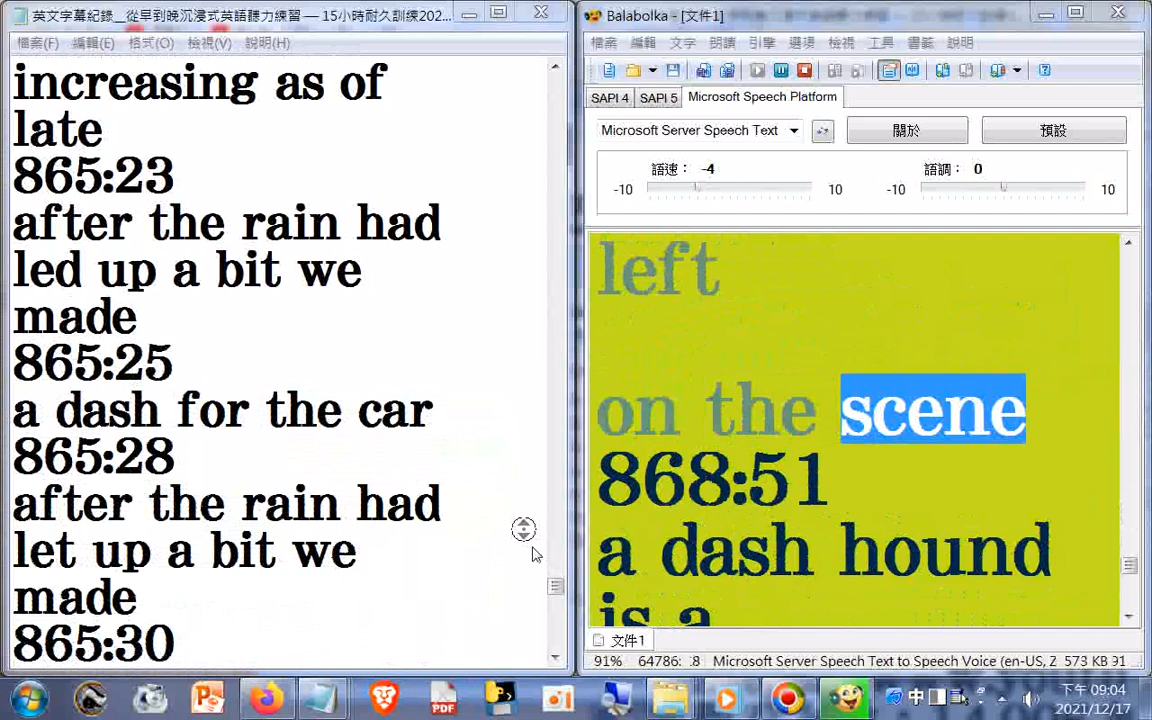 英文字幕紀錄__從早到晚沉浸式英語聽力練習 — 15小時耐久訓練202...
檔案(F) 編輯(E) 格式(O) 檢視(V) 說明(H)
increasing as of
late
865:23
after the rain had
led up a bit we
made
865:25
a dash for the car
865:28
after the rain had
let up a bit we
made
865:30
Balabolka - [文件1]
檔案 編輯 文字 朗讀 引擎 選項 檢視 工具 書籤 說明
SAPI 4 SAPI 5 Microsoft Speech Platform
Microsoft Server Speech Text 關於 預設
語速： -4 語調： 0
-10 10 -10 10
left
on the scene
868:51
a dash hound
is a
文件1
91% 64786: Microsoft Server Speech Text to Speech Voice (en-US, 573 KB
中
下午 09:04
2021/12/17